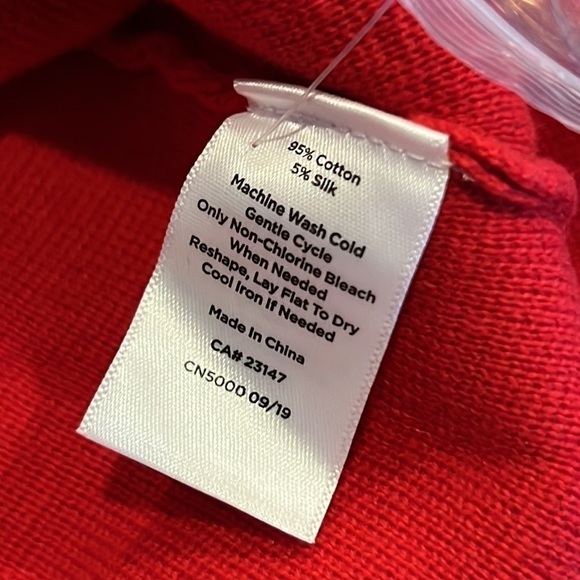 95% Cotton
5% Silk
Machine Wash Cold
Gentle Cycle
Only Non-Chlorine Bleach
When Needed
Reshape, Lay Flat To Dry
Cool Iron If Needed
Made In China
CA# 23147
CN5000 09/19